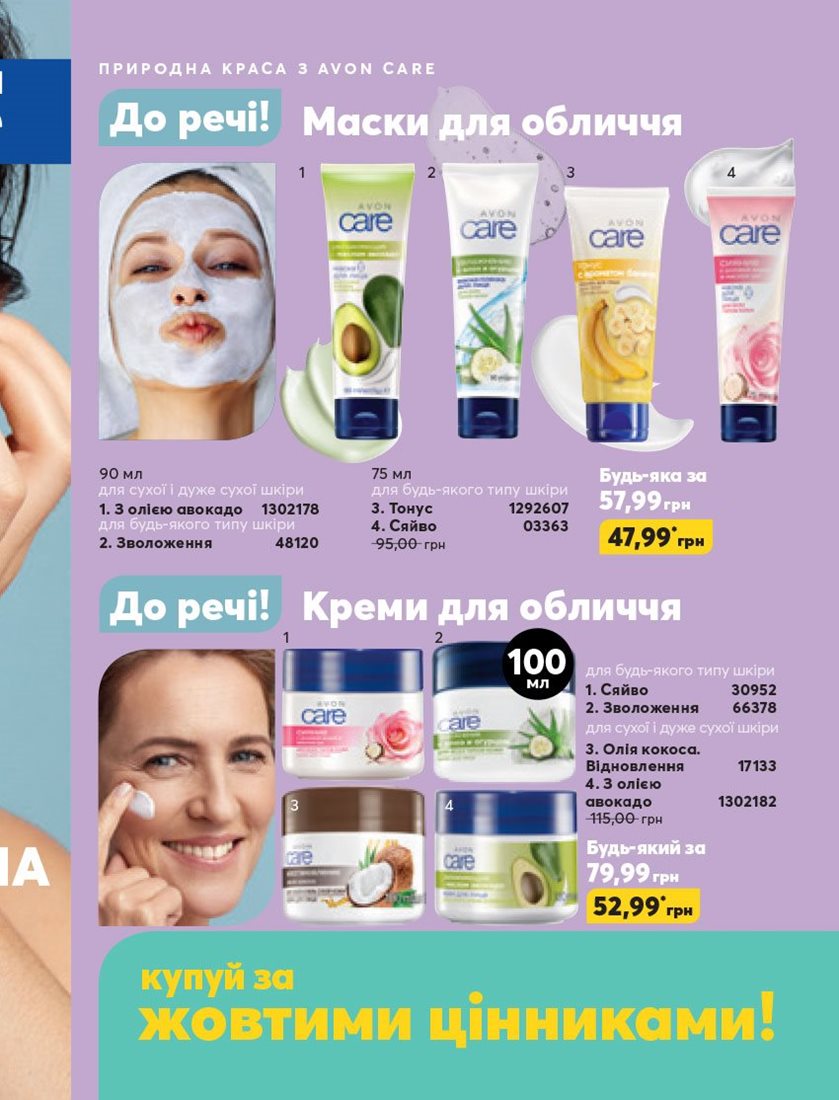 ПРИРОДНА КРАСА З AVON CARE
До речі!
Маски для обличчя
1
2
3
4
AVON
care
AVON
care
AVON
care
AVON
care
90 мл
для сухої і дуже сухої шкіри
1. З олією авокадо 1302178
для будь-якого типу шкіри
2. Зволоження 48120
75 мл
для будь-якого типу шкіри
3. Тонус 1292607
4. Сяйво 03363
95,00 грн
Будь-яка за
57,99 грн
47,99* грн
До речі!
Креми для обличчя
1
2
100
мл
AVON
care
AVON
care
3
4
AVON
care
AVON
care
для будь-якого типу шкіри
1. Сяйво 30952
2. Зволоження 66378
для сухої і дуже сухої шкіри
3. Олія кокоса.
Відновлення 17133
4. З олією
авокадо 1302182
115,00 грн
Будь-який за
79,99 грн
52,99* грн
купуй за
жовтими цінниками!